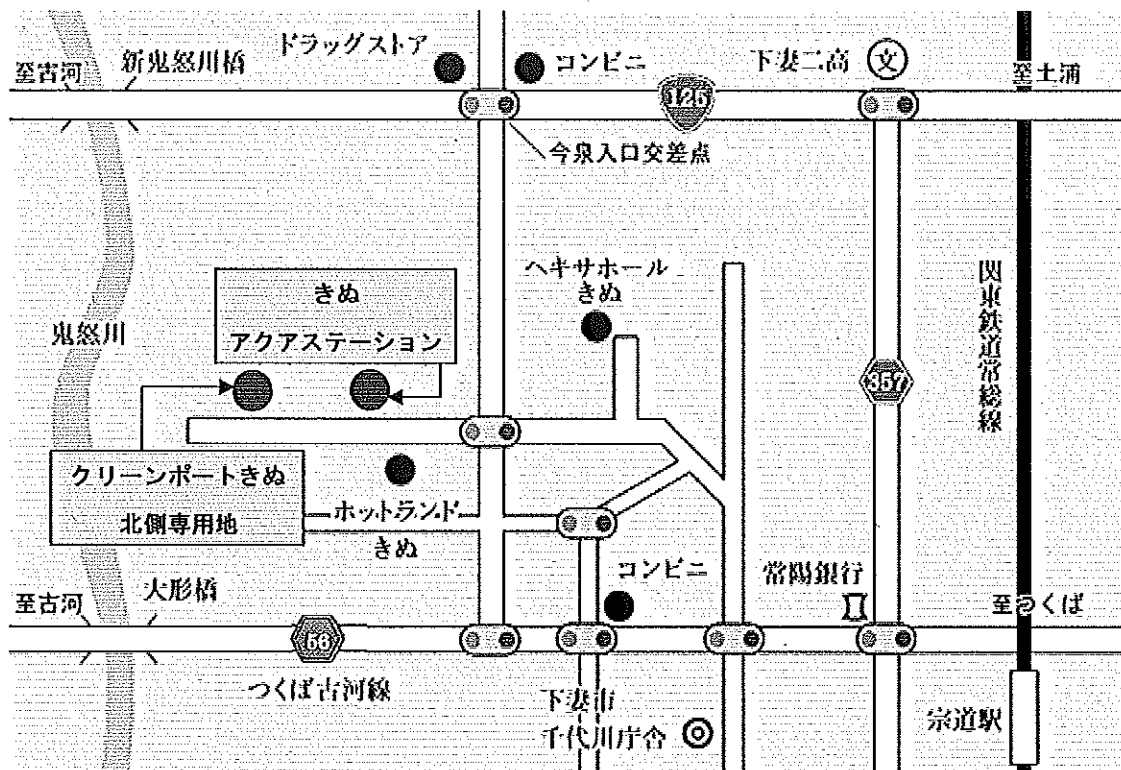 ドラッグストア
コンビニ
下妻二高
文
至古河
新鬼怒川橋
至土浦
125
今泉入口交差点
ヘキサホール
きぬ
きぬ
アクアステーション
鬼怒川
関東鉄道常総線
357
クリーンポートきぬ
北側専用地
ホットランド
きぬ
コンビニ
常陽銀行
至古河
大形橋
至つくば
56
つくば古河線
下妻市
千代川庁舎
宗道駅